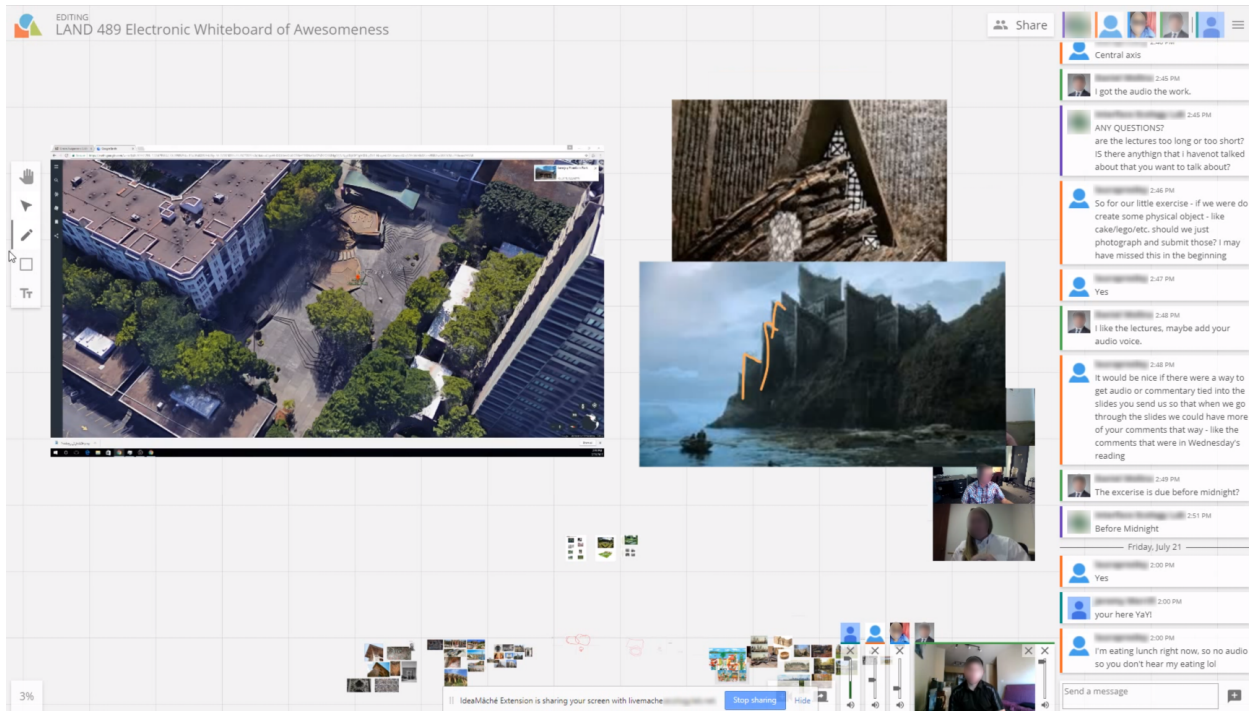 EDITING
LAND 489 Electronic Whiteboard of Awesomeness
Share
Central axis
2:45 PM
I got the audio the work.
2:45 PM
ANY QUESTIONS?
are the lectures too long or too short?
IS there anythign that i havenot talked
about that you want to talk about?
2:46 PM
So for our little exercise - if we were do
create some physical object - like
cake/lego/etc. should we just
photograph and submit those? I may
have missed this in the beginning
2:47 PM
Yes
2:48 PM
I like the lectures, maybe add your
audio voice.
2:48 PM
It would be nice if there were a way to
get audio or commentary tied into the
slides you send us so that when we go
through the slides we could have more
of your comments that way - like the
comments that were in Wednesday's
reading
2:49 PM
The excerise is due before midnight?
2:51 PM
Before Midnight
Friday, July 21
2:00 PM
Yes
2:00 PM
your here YaY!
2:00 PM
I'm eating lunch right now, so no audio
so you don't hear my eating lol
Send a message
Tт
3%
IdeaMâché Extension is sharing your screen with livemache
Stop sharing
Hide